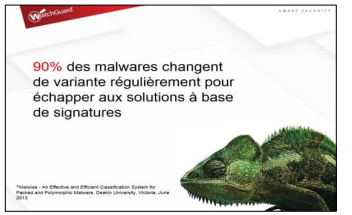 WatchGuard
SMART SECURITY
90% des malwares changent
de variante régulièrement pour
échapper aux solutions à base
de signatures
*Malwise - An Effective and Efficient Classification System for
Packed and Polymorphic Malware, Deakin University, Victoria, June
2013